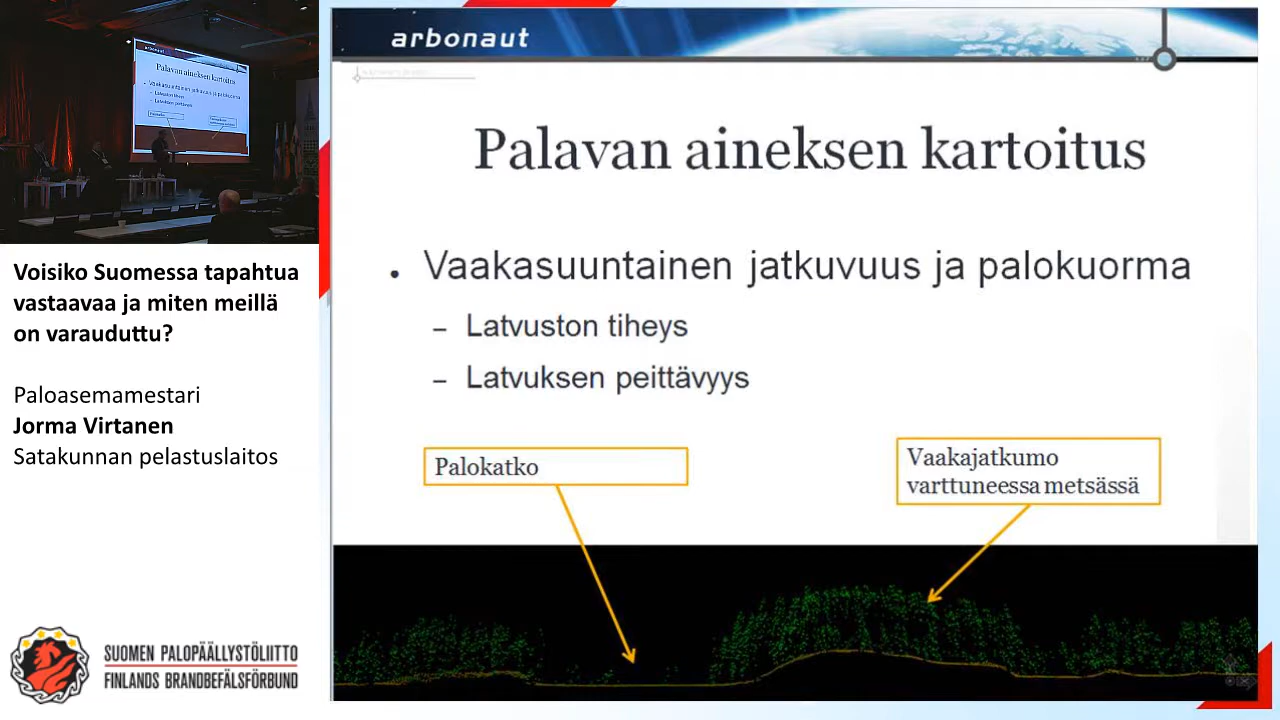 arbonaut
Palavan aineksen kartoitus
• Vaakasuuntainen jatkuvuus ja palokuorma
– Latvuston tiheys
– Latvuksen peittävyys
Palokatko
Vaakajatkumo
varttuneessa metsässä
Voisiko Suomessa tapahtua
vastaavaa ja miten meillä
on varauduttu?
Paloasemamestari
Jorma Virtanen
Satakunnan pelastuslaitos
SUOMEN PALOPÄÄLLYSTÖLIITTO
FINLANDS BRANDBEFÄLSFÖRBUND